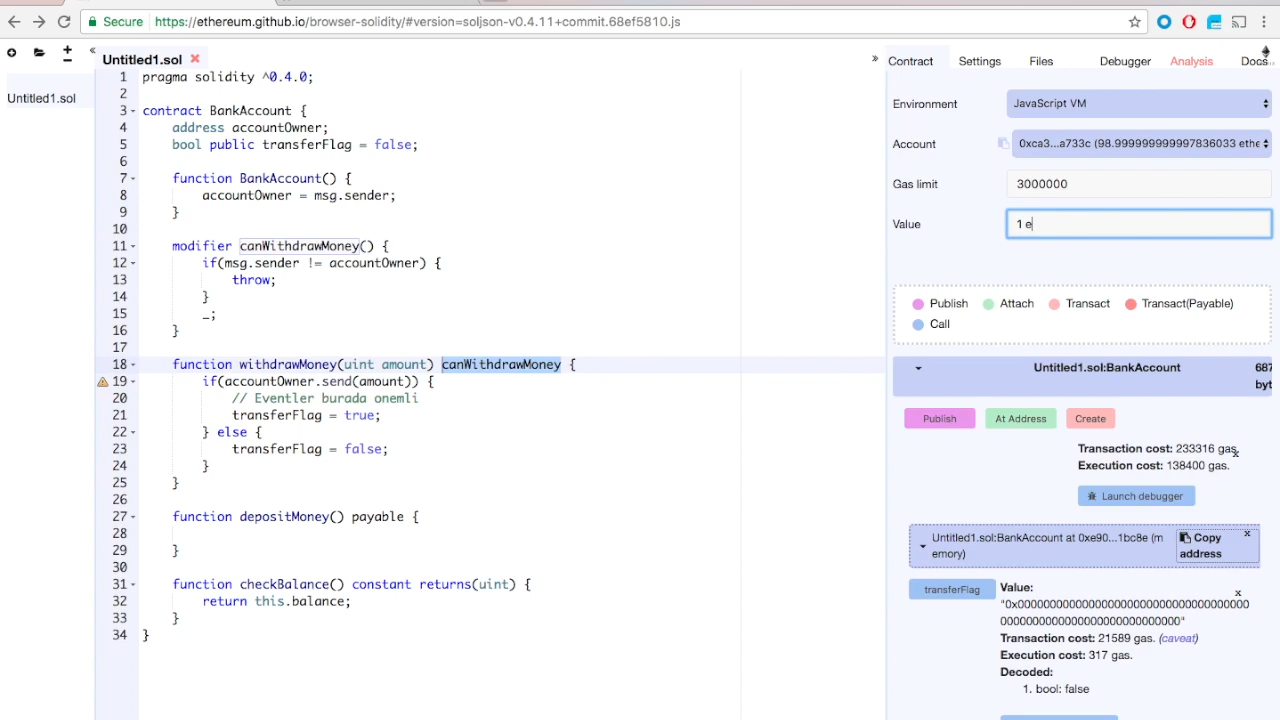 Secure https://ethereum.github.io/browser-solidity/#version=soljson-v0.4.11+commit.68ef5810.js
Untitled1.sol
Untitled1.sol
1 pragma solidity ^0.4.0;
2
3 contract BankAccount {
4 address accountOwner;
5 bool public transferFlag = false;
6
7 function BankAccount() {
8 accountOwner = msg.sender;
9 }
10
11 modifier canWithdrawMoney() {
12 if(msg.sender != accountOwner) {
13 throw;
14 }
15 _;
16 }
17
18 function withdrawMoney(uint amount) canWithdrawMoney {
19 if(accountOwner.send(amount)) {
20 // Eventler burada onemli
21 transferFlag = true;
22 } else {
23 transferFlag = false;
24 }
25 }
26
27 function depositMoney() payable {
28
29 }
30
31 function checkBalance() constant returns(uint) {
32 return this.balance;
33 }
34 }
Contract Settings Files Debugger Analysis Docs
Environment JavaScript VM
Account 0xca3...a733c (98.999999999997836033 ethe
Gas limit 3000000
Value 1 e
Publish Attach Transact Transact(Payable)
Call
Untitled1.sol:BankAccount 687
byt
Publish At Address Create
Transaction cost: 233316 gas.
Execution cost: 138400 gas.
Launch debugger
Untitled1.sol:BankAccount at 0xe90...1bc8e (m
emory)
Copy
address
transferFlag Value:
Transaction cost: 21589 gas. (caveat)
Execution cost: 317 gas.
Decoded:
1. bool: false